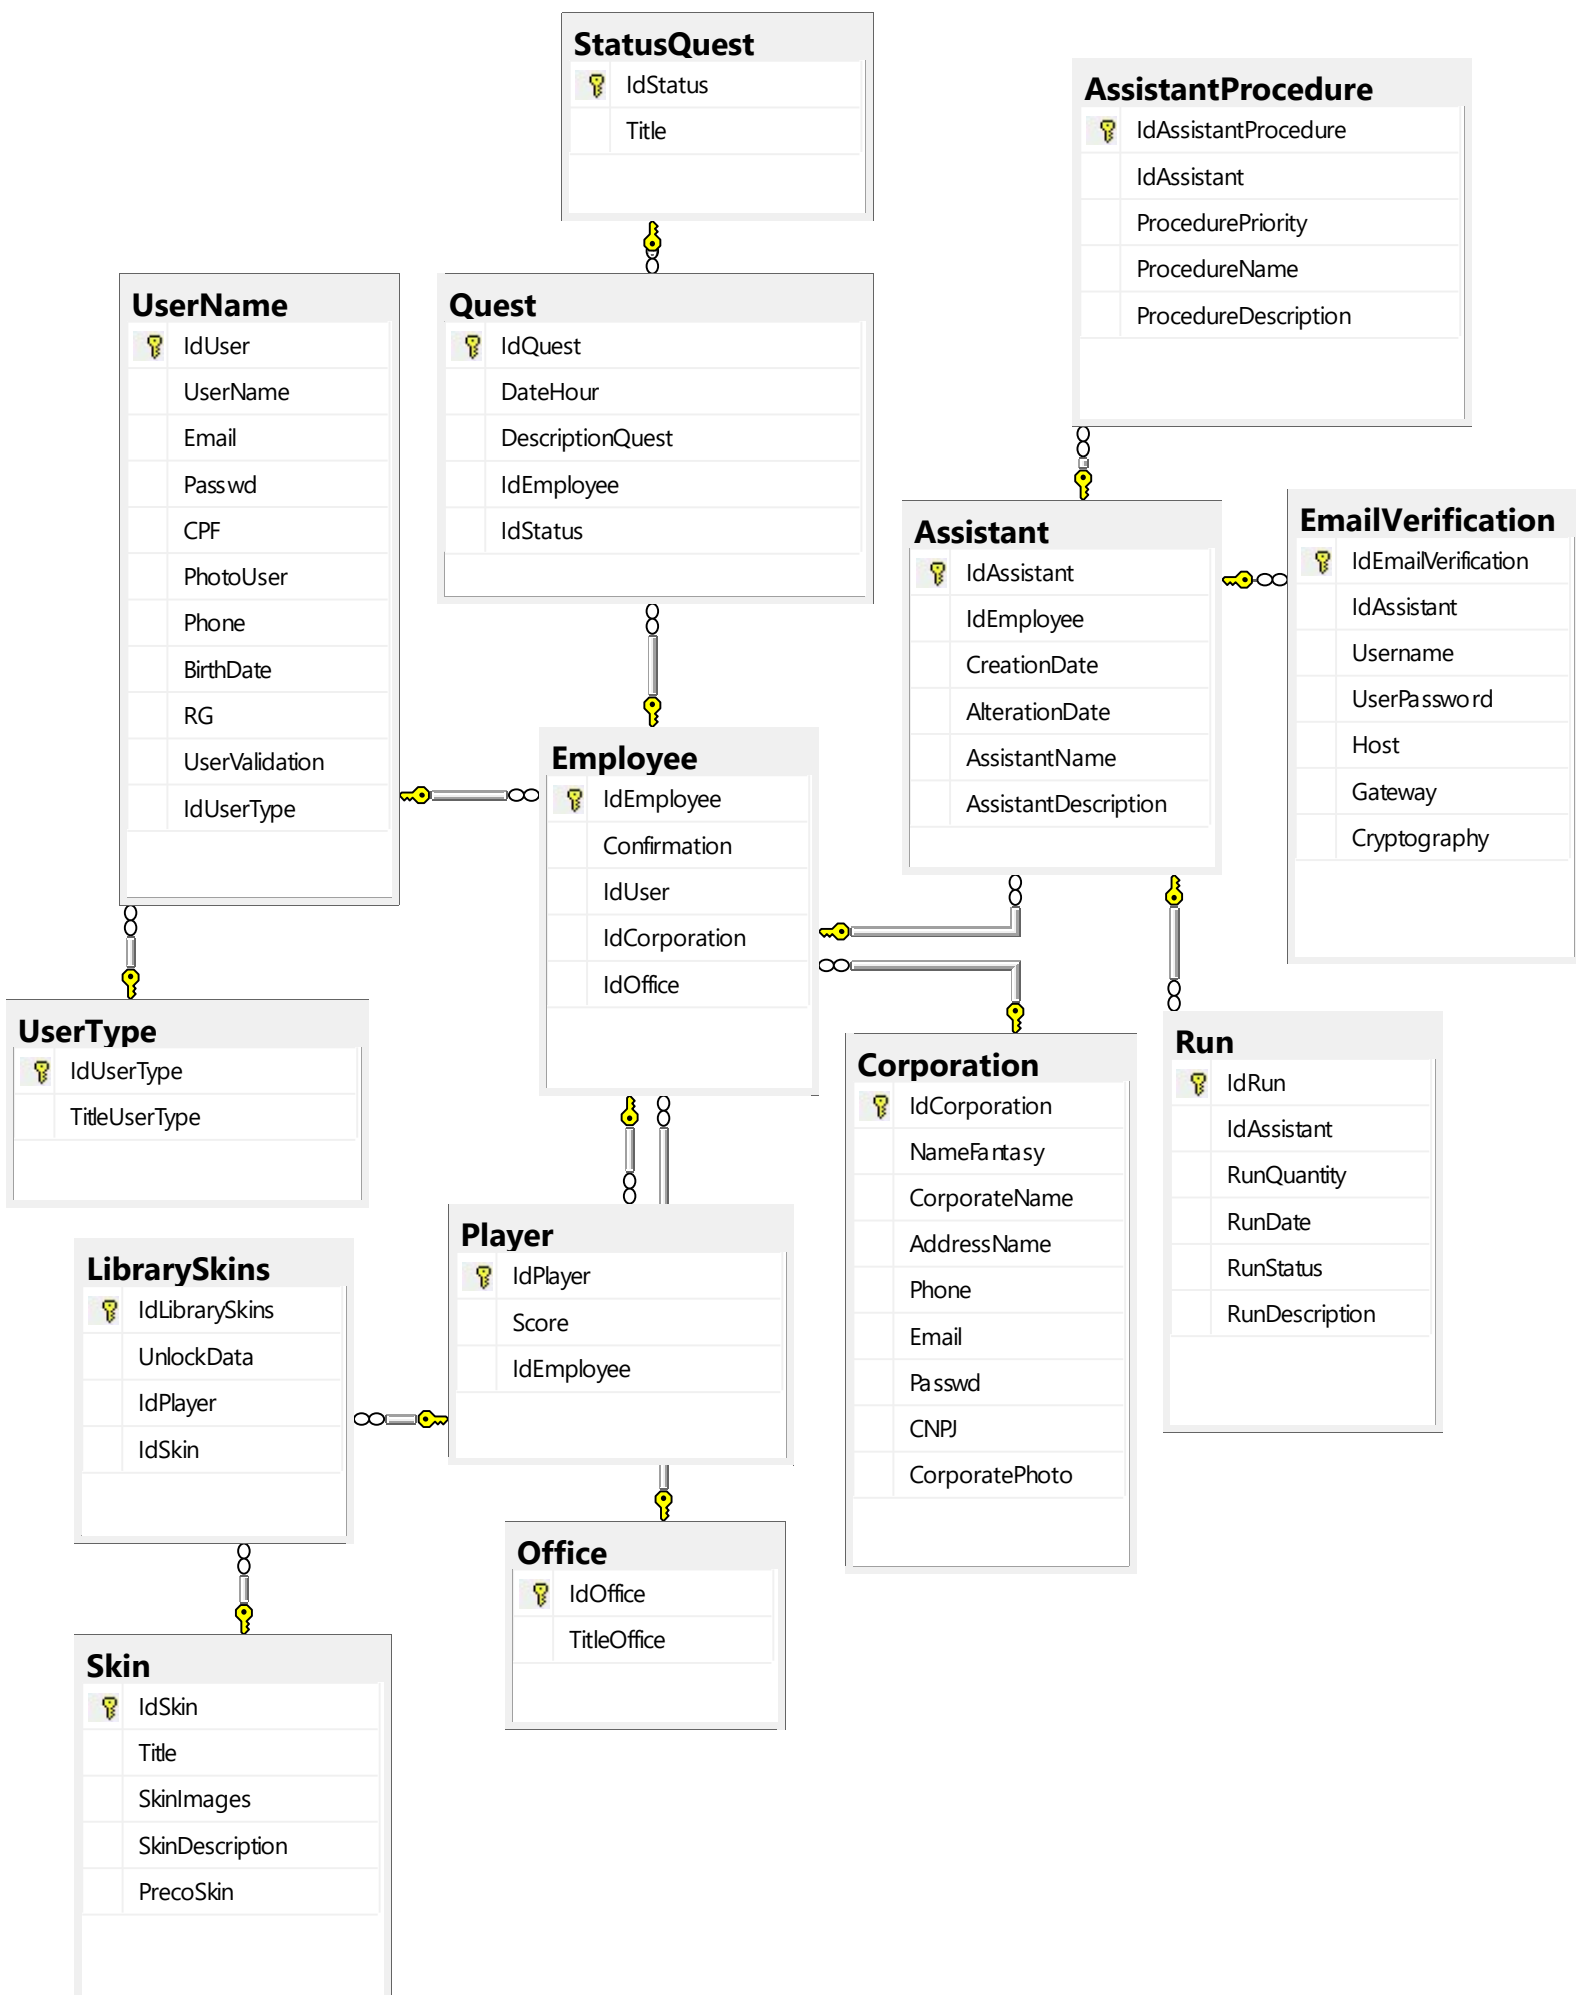 StatusQuest
IdStatus
Title
AssistantProcedure
IdAssistantProcedure
IdAssistant
ProcedurePriority
ProcedureName
ProcedureDescription
UserName
IdUser
UserName
Email
Passwd
CPF
PhotoUser
Phone
BirthDate
RG
UserValidation
IdUserType
Quest
IdQuest
DateHour
DescriptionQuest
IdEmployee
IdStatus
Assistant
IdAssistant
IdEmployee
CreationDate
AlterationDate
AssistantName
AssistantDescription
EmailVerification
IdEmailVerification
IdAssistant
Username
UserPassword
Host
Gateway
Cryptography
Employee
IdEmployee
Confirmation
IdUser
IdCorporation
IdOffice
UserType
IdUserType
TitleUserType
Corporation
IdCorporation
NameFantasy
CorporateName
AddressName
Phone
Email
Passwd
CNPJ
CorporatePhoto
Run
IdRun
IdAssistant
RunQuantity
RunDate
RunStatus
RunDescription
Player
IdPlayer
Score
IdEmployee
LibrarySkins
IdLibrarySkins
UnlockData
IdPlayer
IdSkin
Office
IdOffice
TitleOffice
Skin
IdSkin
Title
SkinImages
SkinDescription
PrecoSkin